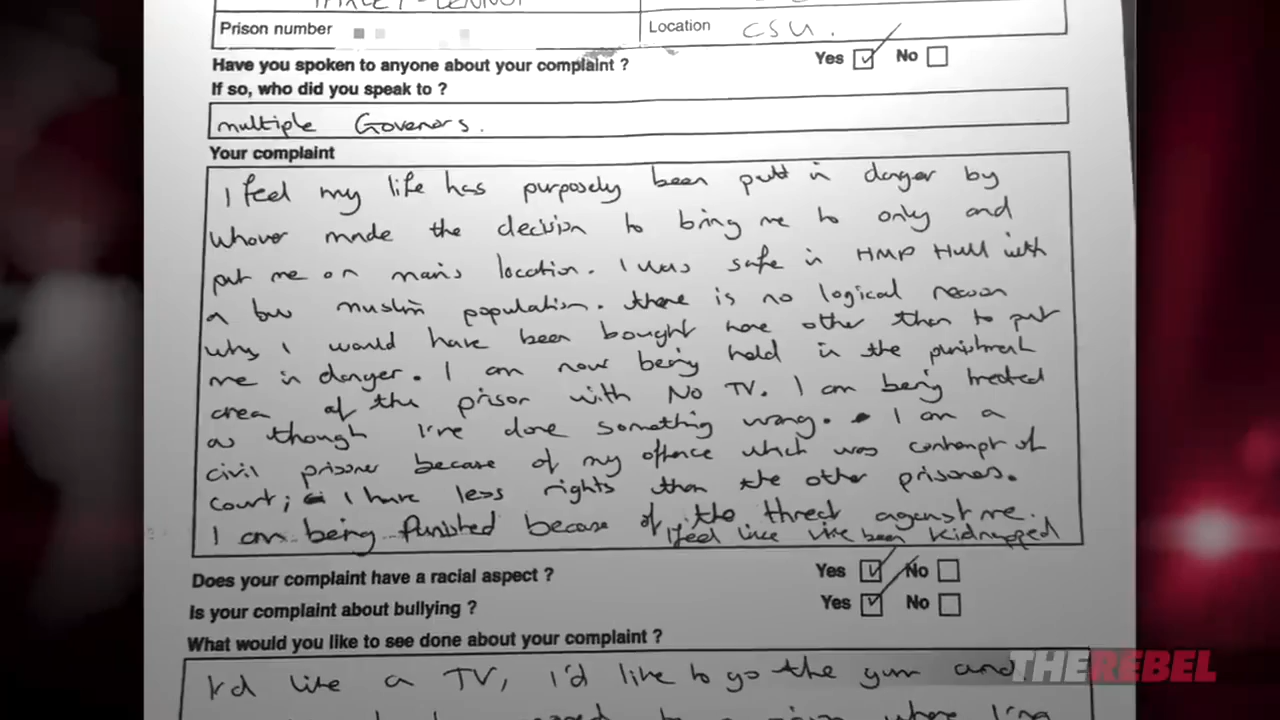 Prison number
Location CSU.
Have you spoken to anyone about your complaint ? Yes No
If so, who did you speak to ?
multiple Goveners.
Your complaint
I feel my life has purposely been putt in danger by
whover made the decision to bring me to only and
put me on main location. I was safe in HMP Hull with
a low muslim population. there is no logical reason
why I would have been bought here other then to put
me in danger. I am now being held in the punishment
area of the prison with No TV. I am being treated
as though I've done something wrong. I am a
civil prisoner because of my offence which was contempt of
court; I have less rights then the other prisoners.
I am being punished because of the threat against me.
I feel like I've been kidnapped
Does your complaint have a racial aspect ? Yes No
Is your complaint about bullying ? Yes No
What would you like to see done about your complaint ?
I'd like a TV, I'd like to go the gym and
THEREBEL
where I'm